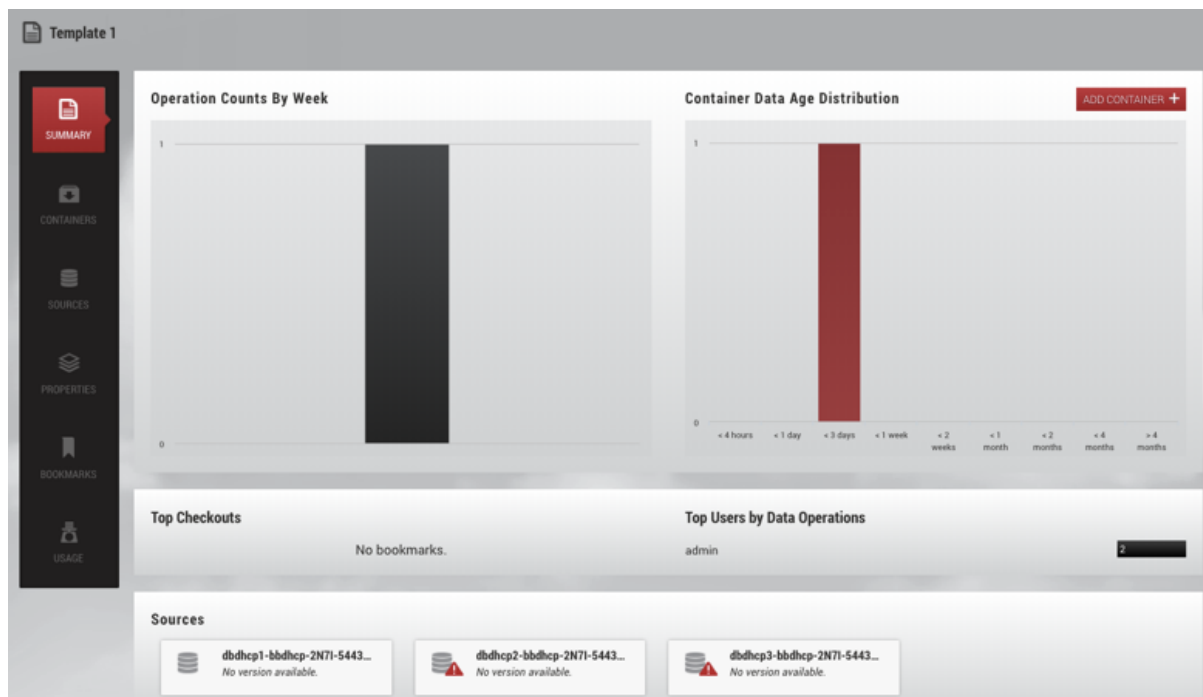 Template 1
SUMMARY
CONTAINERS
SOURCES
PROPERTIES
BOOKMARKS
USAGE
Operation Counts By Week
1
0
Container Data Age Distribution
ADD CONTAINER +
1
0
< 4 hours
< 1 day
< 3 days
< 1 week
< 2
weeks
< 1
month
< 2
months
< 4
months
> 4
months
Top Checkouts
No bookmarks.
Top Users by Data Operations
admin
2
Sources
dbdhcp1-bbdhcp-2N7I-5443...
No version available.
dbdhcp2-bbdhcp-2N7I-5443...
No version available.
dbdhcp3-bbdhcp-2N7I-5443...
No version available.